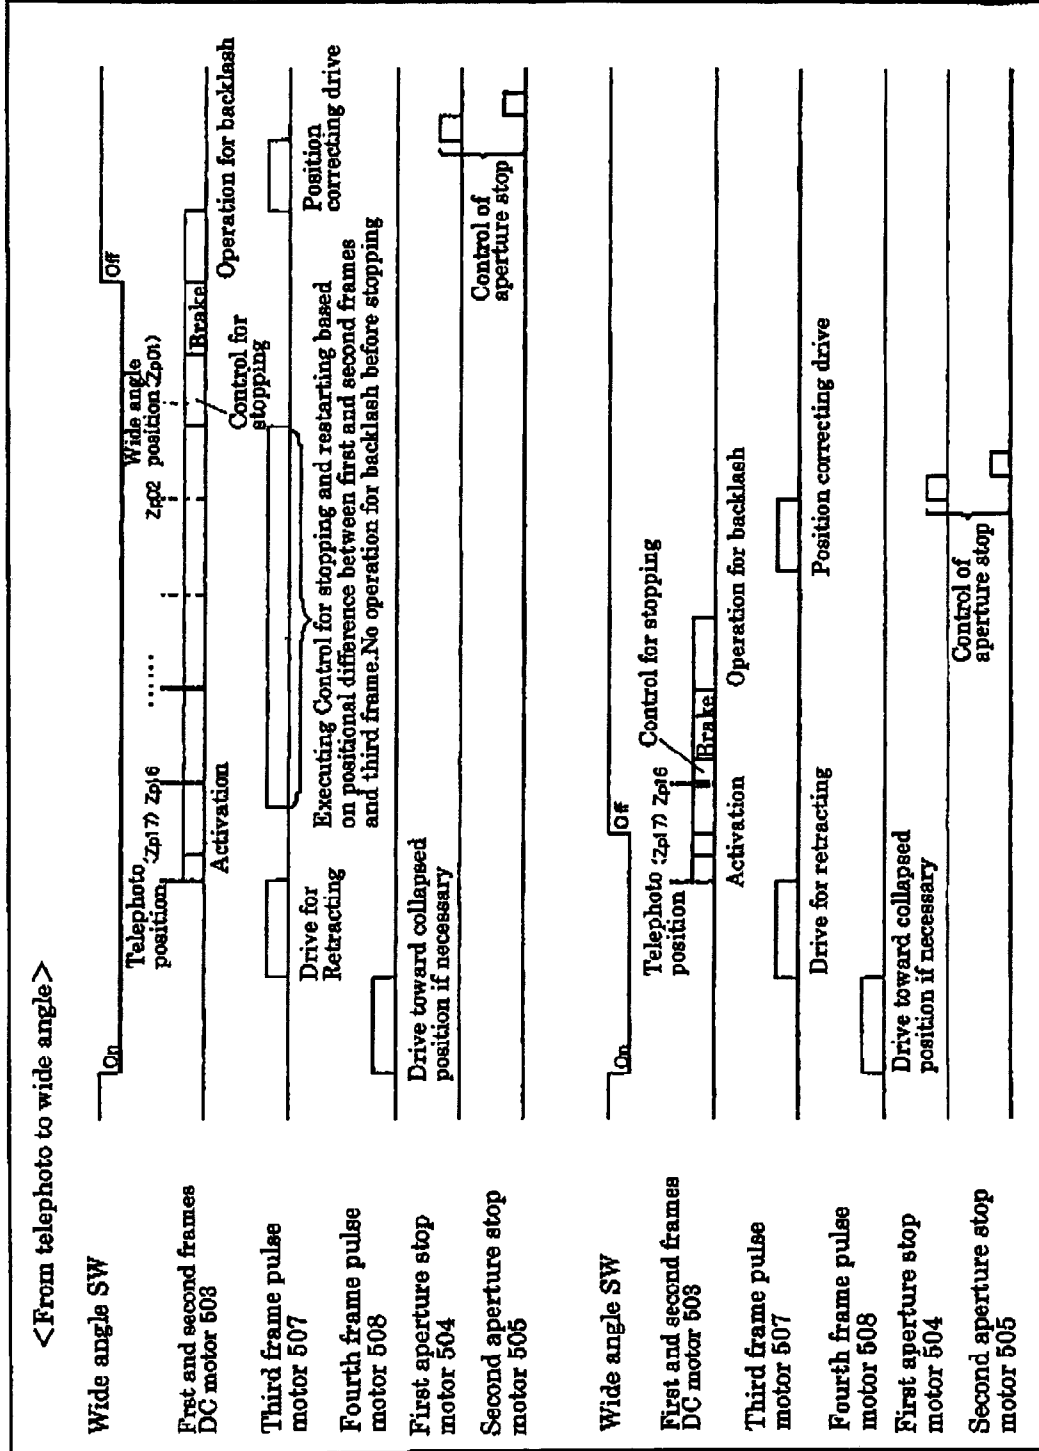 <From telephoto to wide angle>
Wide angle SW
On
Off
Frst and second frames
DC motor 503
Telephoto
position
(Zp17)
Zp16
......
Zp02
Wide angle
position
(Zp01)
Activation
Control for
stopping
Brake
Operation for backlash
Third frame pulse
motor 507
Drive for
Retracting
Executing Control for stopping and restarting based
on positional difference between first and second frames
and third frame.No operation for backlash before stopping
Position
correcting drive
Fourth frame pulse
motor 508
Drive toward collapsed
position if necessary
First aperture stop
motor 504
Second aperture stop
motor 505
Control of
aperture stop
Wide angle SW
On
Off
First and second frames
DC motor 503
Telephoto
position
(Zp17)
Zp16
Activation
Control for stopping
Brake
Operation for backlash
Third frame pulse
motor 507
Drive for retracting
Position correcting drive
Fourth frame pulse
motor 508
Drive toward collapsed
position if necessary
First aperture stop
motor 504
Second aperture stop
motor 505
Control of
aperture stop